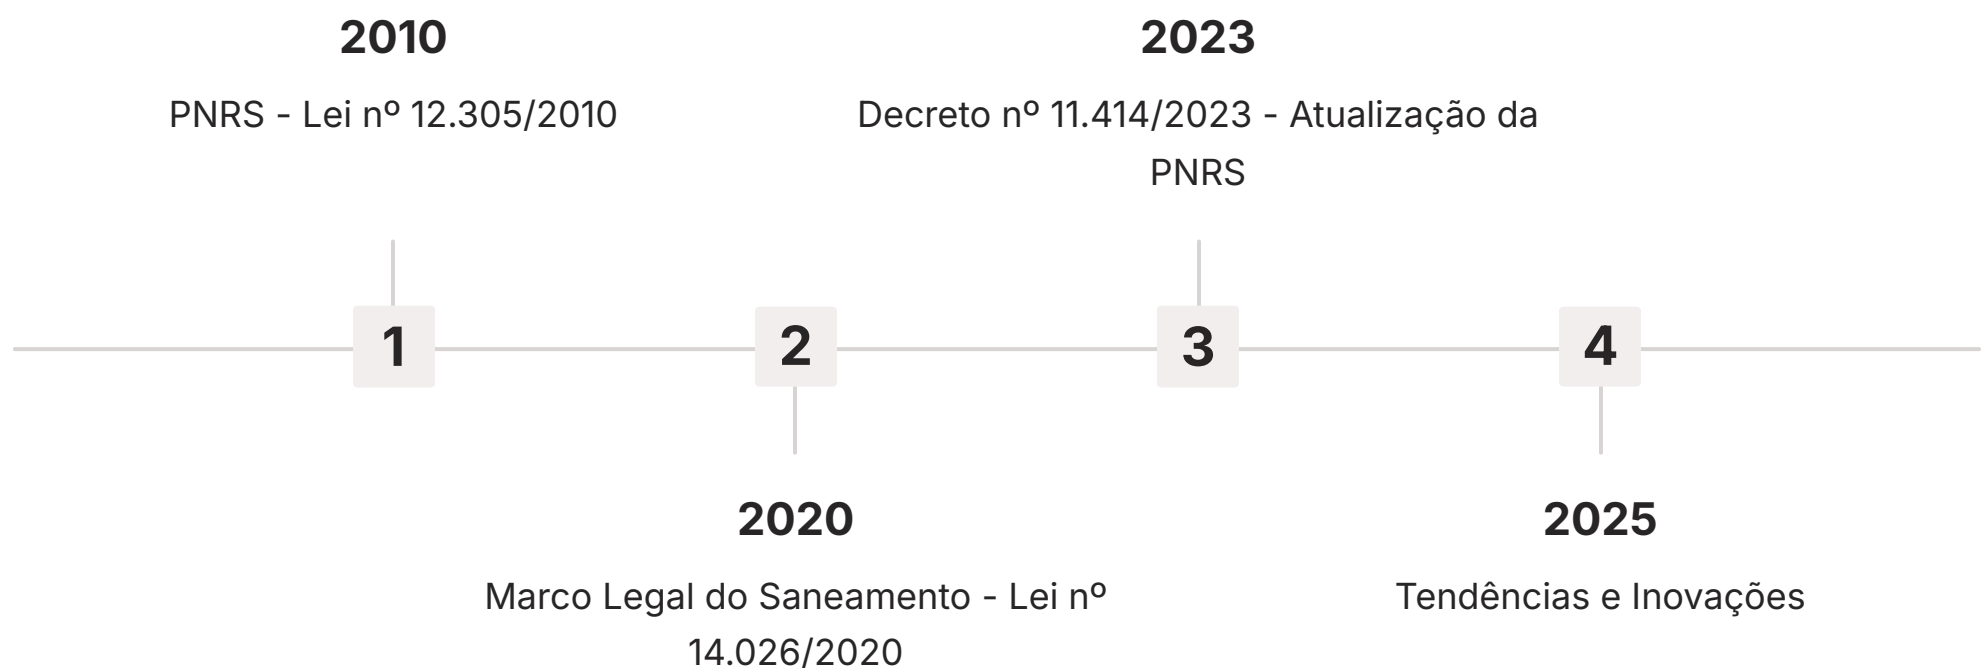 2010
PNRS - Lei nº 12.305/2010
2023
Decreto nº 11.414/2023 - Atualização da
PNRS
1
2
3
4
2020
Marco Legal do Saneamento - Lei nº
14.026/2020
2025
Tendências e Inovações